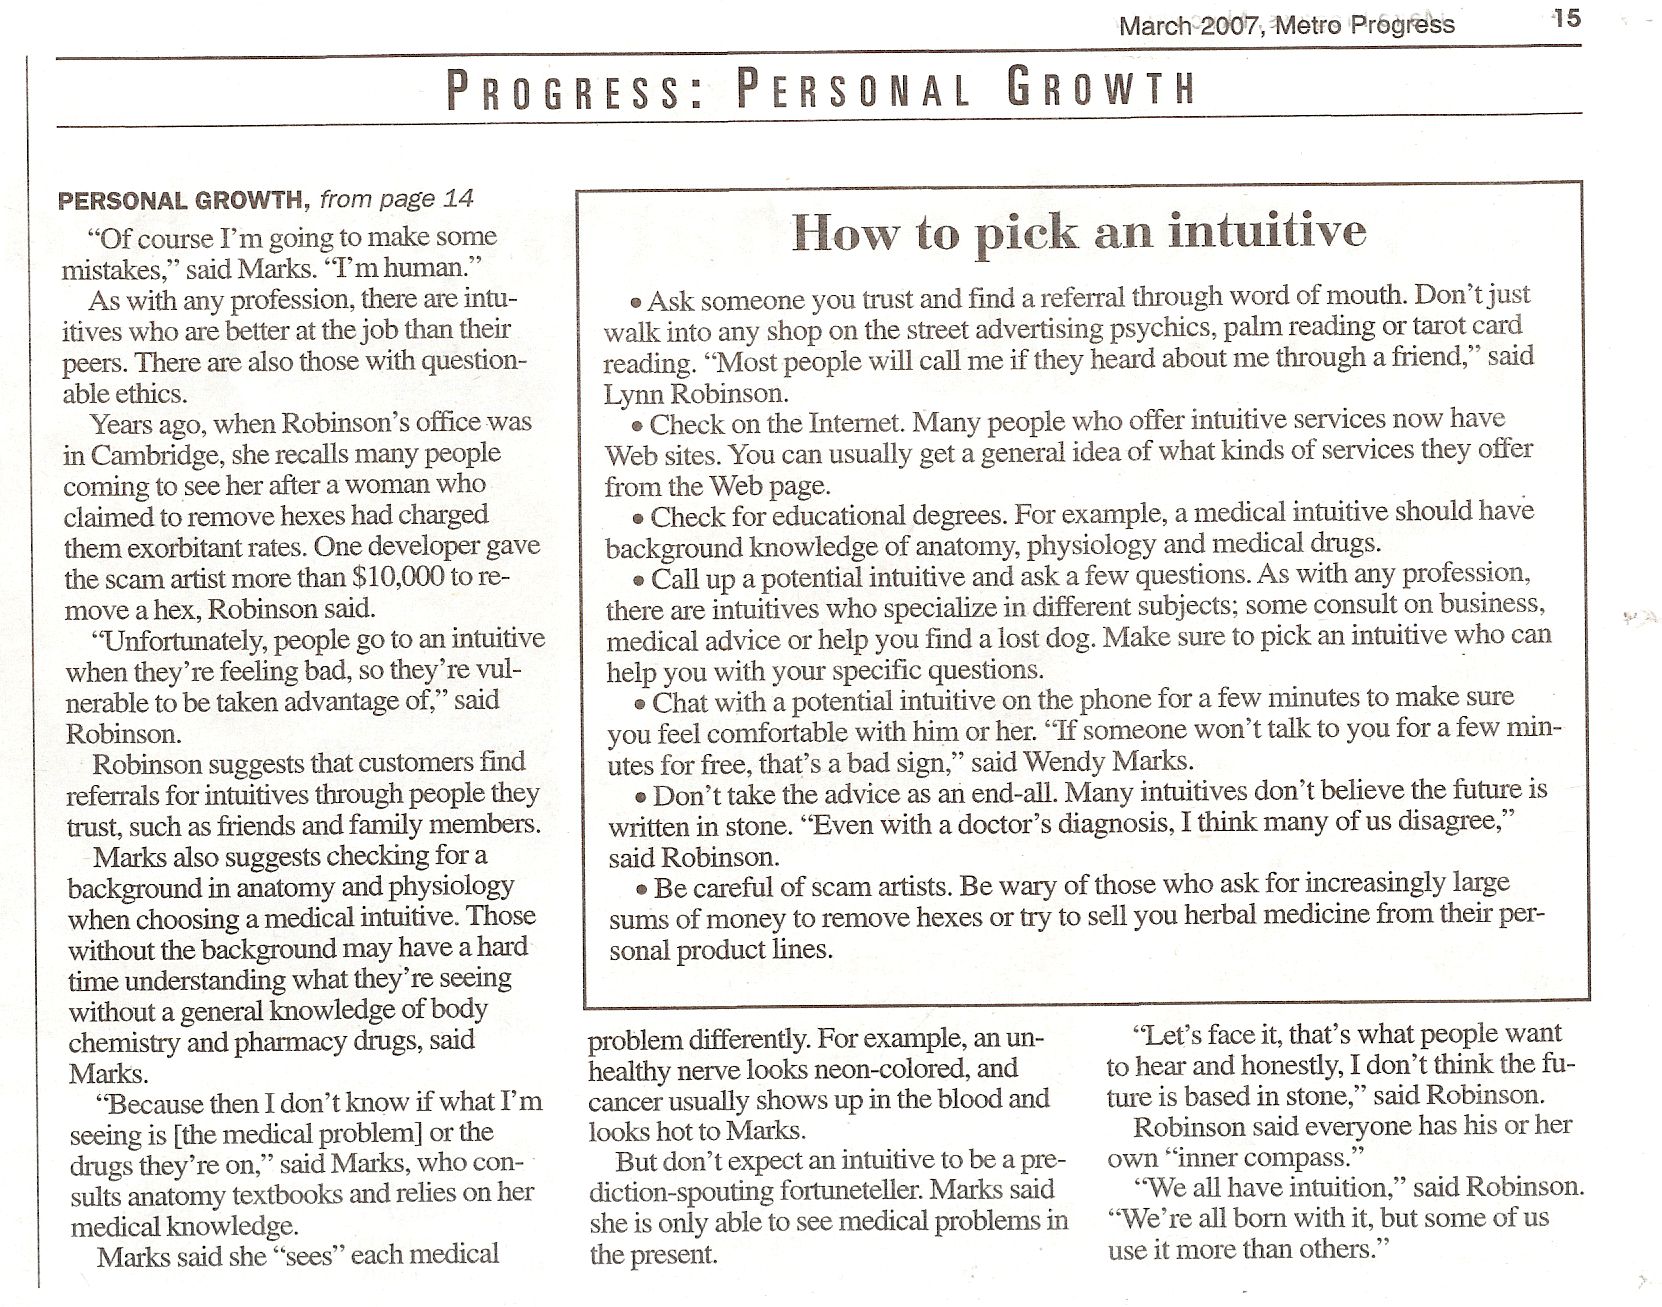 March 2007, Metro Progress 15
PROGRESS: PERSONAL GROWTH
PERSONAL GROWTH, from page 14
“Of course I’m going to make some
mistakes,” said Marks. “I’m human.”
As with any profession, there are intu-
itives who are better at the job than their
peers. There are also those with question-
able ethics.
Years ago, when Robinson’s office was
in Cambridge, she recalls many people
coming to see her after a woman who
claimed to remove hexes had charged
them exorbitant rates. One developer gave
the scam artist more than $10,000 to re-
move a hex, Robinson said.
“Unfortunately, people go to an intuitive
when they’re feeling bad, so they’re vul-
nerable to be taken advantage of,” said
Robinson.
Robinson suggests that customers find
referrals for intuitives through people they
trust, such as friends and family members.
Marks also suggests checking for a
background in anatomy and physiology
when choosing a medical intuitive. Those
without the background may have a hard
time understanding what they’re seeing
without a general knowledge of body
chemistry and pharmacy drugs, said
Marks.
“Because then I don’t know if what I’m
seeing is [the medical problem] or the
drugs they’re on,” said Marks, who con-
sults anatomy textbooks and relies on her
medical knowledge.
Marks said she “sees” each medical
How to pick an intuitive
• Ask someone you trust and find a referral through word of mouth. Don’t just
walk into any shop on the street advertising psychics, palm reading or tarot card
reading. “Most people will call me if they heard about me through a friend,” said
Lynn Robinson.
• Check on the Internet. Many people who offer intuitive services now have
Web sites. You can usually get a general idea of what kinds of services they offer
from the Web page.
• Check for educational degrees. For example, a medical intuitive should have
background knowledge of anatomy, physiology and medical drugs.
• Call up a potential intuitive and ask a few questions. As with any profession,
there are intuitives who specialize in different subjects; some consult on business,
medical advice or help you find a lost dog. Make sure to pick an intuitive who can
help you with your specific questions.
• Chat with a potential intuitive on the phone for a few minutes to make sure
you feel comfortable with him or her. “If someone won’t talk to you for a few min-
utes for free, that’s a bad sign,” said Wendy Marks.
• Don’t take the advice as an end-all. Many intuitives don’t believe the future is
written in stone. “Even with a doctor’s diagnosis, I think many of us disagree,”
said Robinson.
• Be careful of scam artists. Be wary of those who ask for increasingly large
sums of money to remove hexes or try to sell you herbal medicine from their per-
sonal product lines.
problem differently. For example, an un-
healthy nerve looks neon-colored, and
cancer usually shows up in the blood and
looks hot to Marks.
But don’t expect an intuitive to be a pre-
diction-spouting fortuneteller. Marks said
she is only able to see medical problems in
the present.
“Let’s face it, that’s what people want
to hear and honestly, I don’t think the fu-
ture is based in stone,” said Robinson.
Robinson said everyone has his or her
own “inner compass.”
“We all have intuition,” said Robinson.
“We’re all born with it, but some of us
use it more than others.”